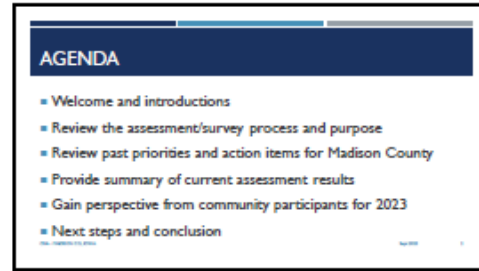 AGENDA
Welcome and introductions
Review the assessment/survey process and purpose
Review past priorities and action items for Madison County
Provide summary of current assessment results
Gain perspective from community participants for 2023
Next steps and conclusion